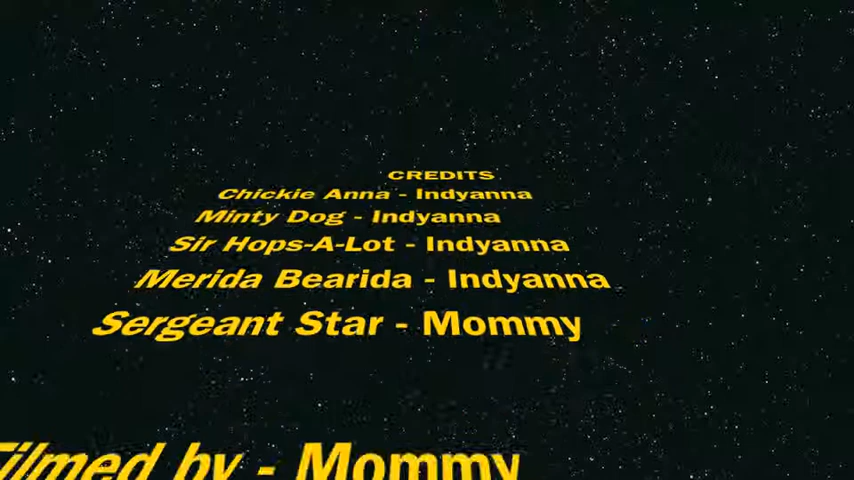 CREDITS
Chickie Anna - Indyanna
Minty Dog - Indyanna
Sir Hops-A-Lot - Indyanna
Merida Bearida - Indyanna
Sergeant Star - Mommy
Filmed by - Mommy